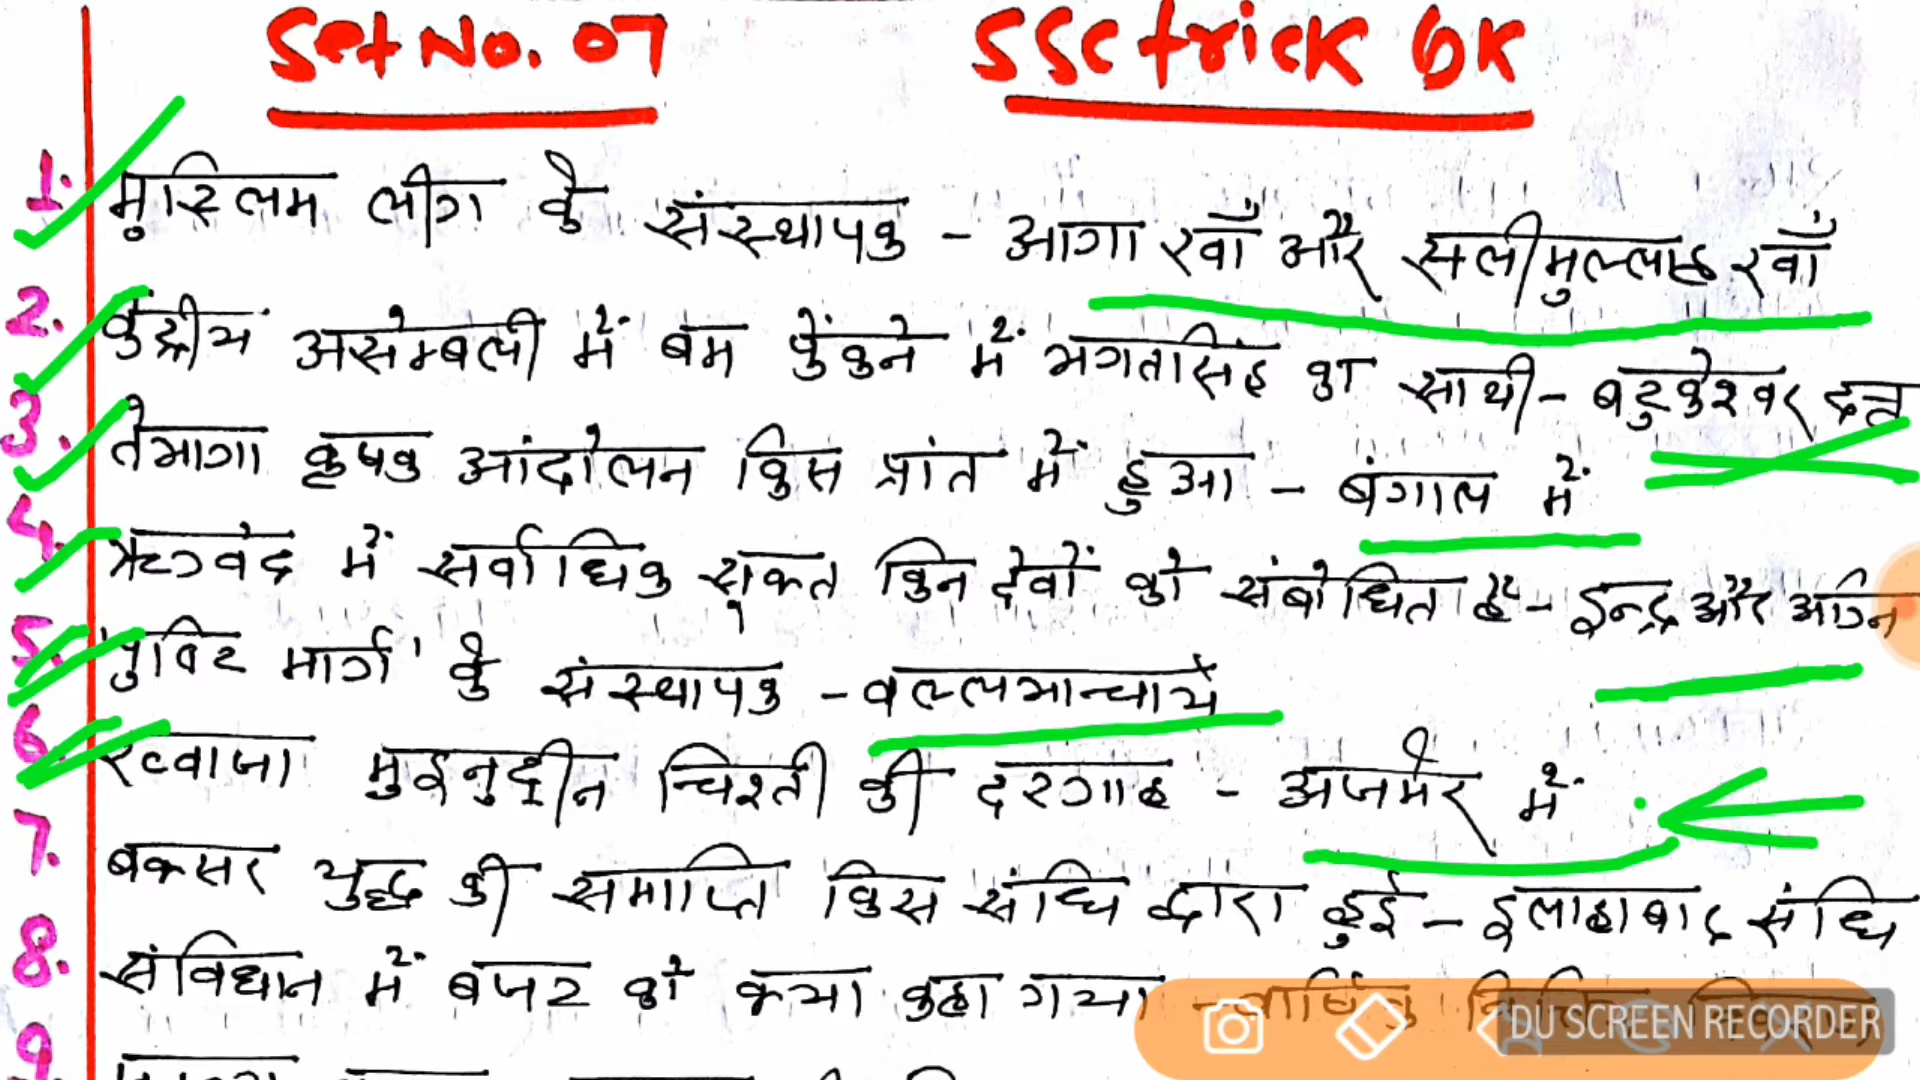 Set No. 07 SSC trick GK
1. मुस्लिम लीग के संस्थापक - आगा खाँ और सलीमुल्लाह खाँ
2. केंद्रीय असेम्बली में बम फेंकने में भगतसिंह का साथी - बटुकेश्वर दत्त
3. तेभागा कृषक आंदोलन किस प्रांत में हुआ - बंगाल में
4. ऋग्वेद में सर्वाधिक सूक्त किन देवों को संबोधित है - इन्द्र और अग्नि
5. पुष्टि मार्ग के संस्थापक - वल्लभाचार्य
6. ख्वाजा मुइनुद्दीन चिश्ती की दरगाह - अजमेर में
7. बक्सर युद्ध की समाप्ति किस संधि द्वारा हुई - इलाहाबाद संधि
8. संविधान में बजट को क्या कहा गया -
DU SCREEN RECORDER
9